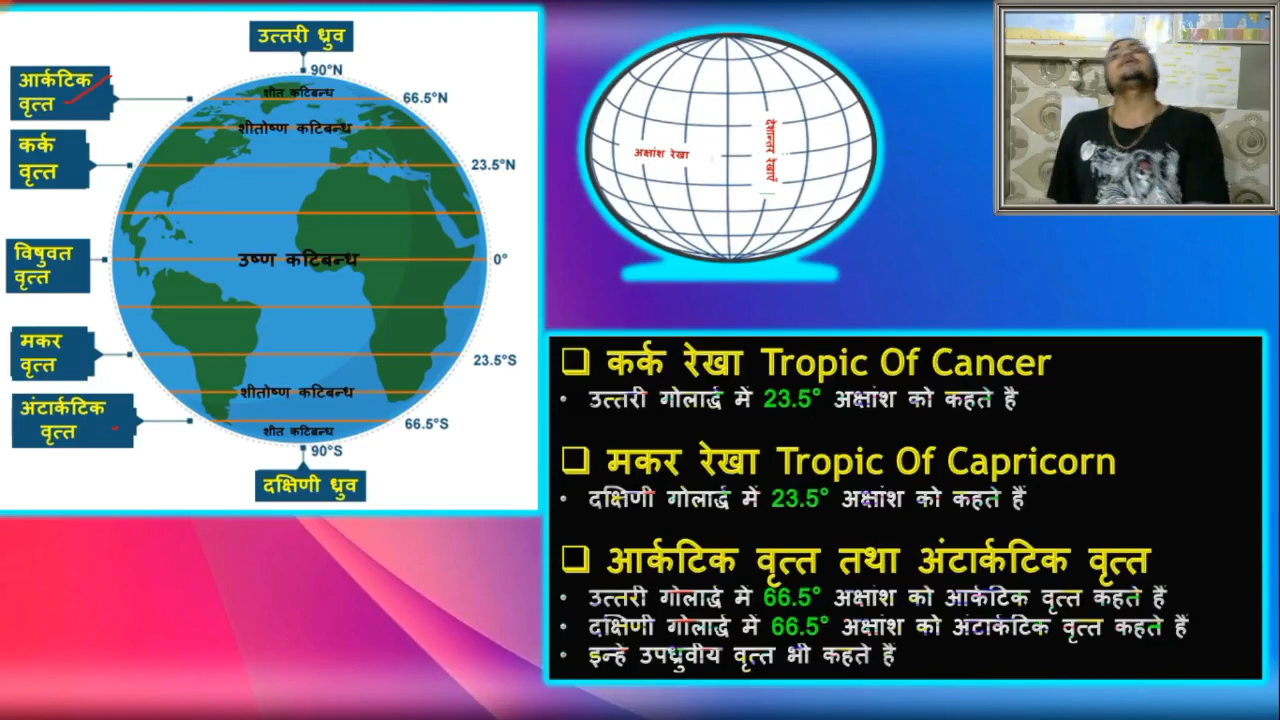 उत्तरी ध्रुव
90°N
आर्कटिक
वृत्त
शीत कटिबन्ध
66.5°N
शीतोष्ण कटिबन्ध
कर्क
वृत्त
23.5°N
विषुवत
वृत्त
उष्ण कटिबन्ध
0°
मकर
वृत्त
23.5°S
शीतोष्ण कटिबन्ध
अंटार्कटिक
वृत्त
66.5°S
शीत कटिबन्ध
90°S
दक्षिणी ध्रुव
अक्षांश रेखा
देशान्तर रेखाएँ
❑ कर्क रेखा Tropic Of Cancer
• उत्तरी गोलार्द्ध में 23.5° अक्षांश को कहते है
❑ मकर रेखा Tropic Of Capricorn
• दक्षिणी गोलार्द्ध में 23.5° अक्षांश को कहते हैं
❑ आर्कटिक वृत्त तथा अंटार्कटिक वृत्त
• उत्तरी गोलार्द्ध में 66.5° अक्षांश को आर्कटिक वृत्त कहते हैं
• दक्षिणी गोलार्द्ध में 66.5° अक्षांश को अंटार्कटिक वृत्त कहते हैं
• इन्हे उपध्रुवीय वृत्त भी कहते हैं